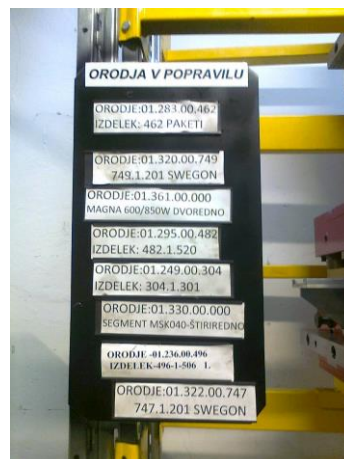 ORODJA V POPRAVILU
ORODJE:01.283.00.462
IZDELEK: 462 PAKETI
ORODJE:01.320.00.749
749.1.201 SWEGON
ORODJE:01.361.00.000
MAGNA 600/850W DVOREDNO
ORODJE:01.295.00.482
IZDELEK: 482.1.520
ORODJE:01.249.00.304
IZDELEK: 304.1.301
ORODJE:01.330.00.000
SEGMENT MSK040-ŠTIRIREDNO
ORODJE -01.236.00.496
IZDELEK-496-1-506 1.
ORODJE:01.322.00.747
747.1.201 SWEGON